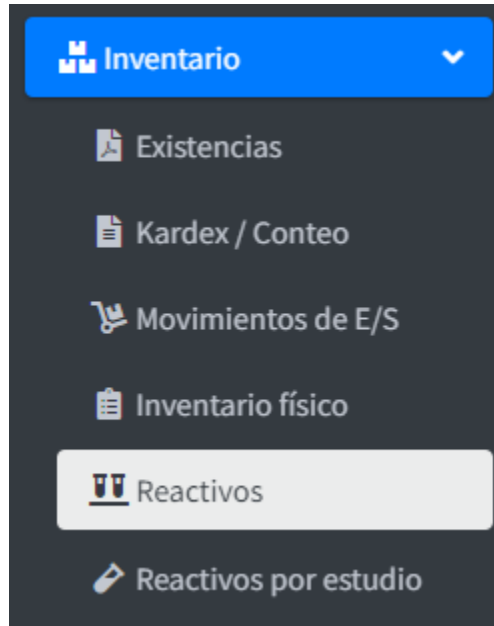 Inventario
Existencias
Kardex / Conteo
Movimientos de E/S
Inventario físico
Reactivos
Reactivos por estudio